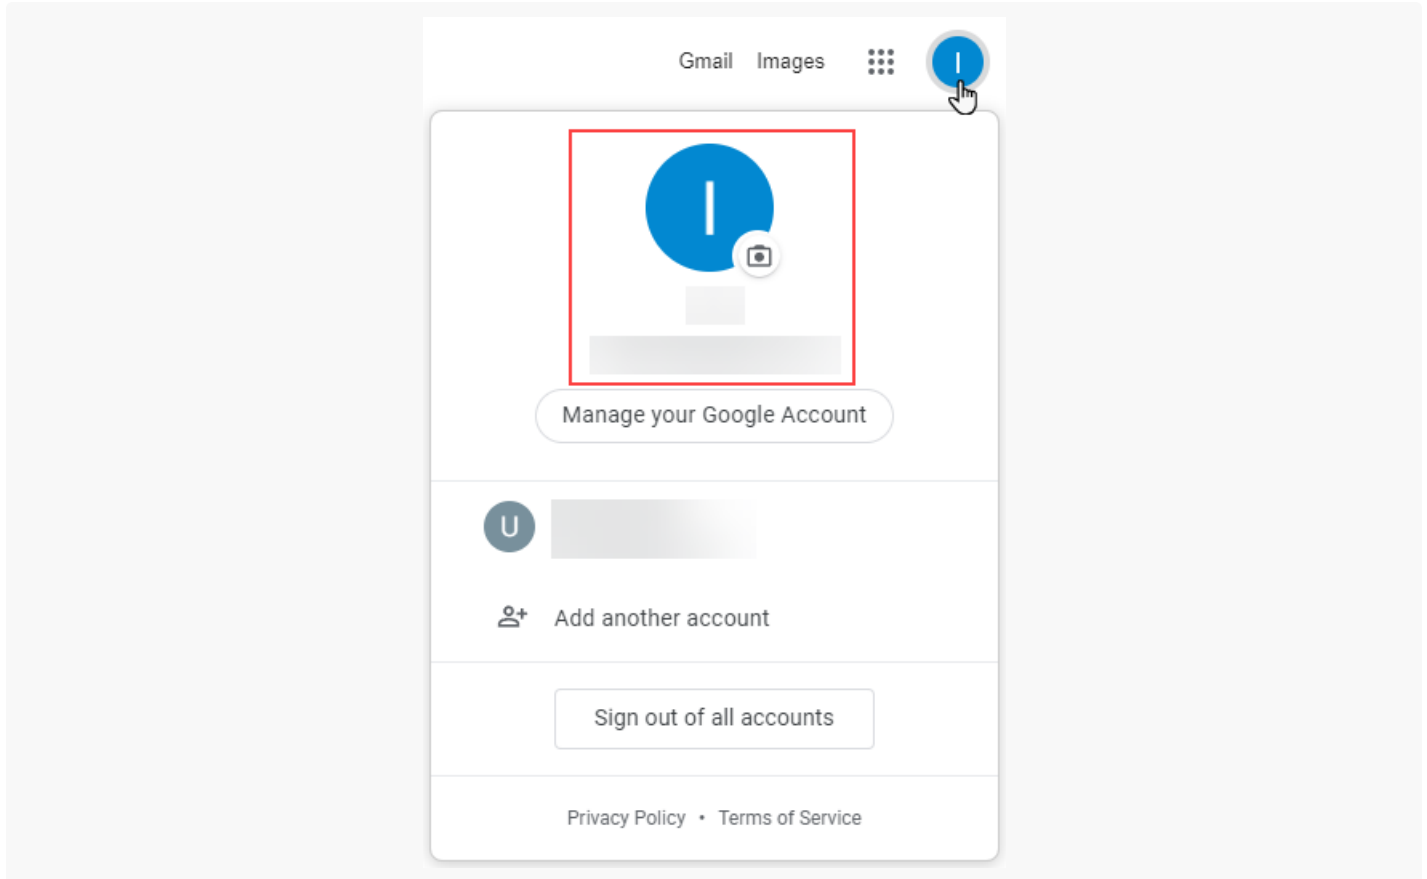 Gmail Images I
I
Manage your Google Account
U
Add another account
Sign out of all accounts
Privacy Policy • Terms of Service